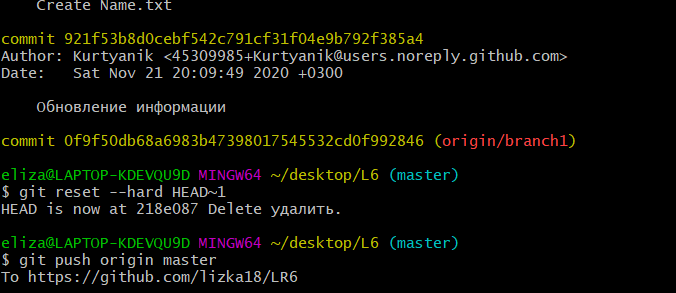 Create Name.txt
commit 921f53b8d0cebf542c791cf31f04e9b792f385a4
Author: Kurtyanik <45309985+Kurtyanik@users.noreply.github.com>
Date:   Sat Nov 21 20:09:49 2020 +0300
Обновление информации
commit 0f9f50db68a6983b47398017545532cd0f992846 (origin/branch1)
eliza@LAPTOP-KDEVQU9D MINGW64 ~/desktop/L6 (master)
$ git reset --hard HEAD~1
HEAD is now at 218e087 Delete удалить.
eliza@LAPTOP-KDEVQU9D MINGW64 ~/desktop/L6 (master)
$ git push origin master
To https://github.com/lizka18/LR6